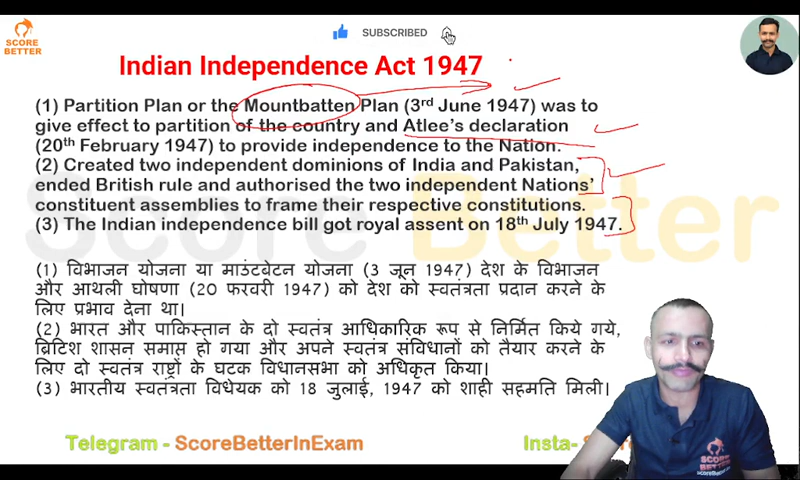 SCORE
BETTER
SUBSCRIBED
Indian Independence Act 1947
(1) Partition Plan or the Mountbatten Plan (3rd June 1947) was to
give effect to partition of the country and Atlee's declaration
(20th February 1947) to provide independence to the Nation.
(2) Created two independent dominions of India and Pakistan,
ended British rule and authorised the two independent Nations'
constituent assemblies to frame their respective constitutions.
(3) The Indian independence bill got royal assent on 18th July 1947.
Score Better
(1) विभाजन योजना या माउंटबेटन योजना (3 जून 1947) देश के विभाजन
और आथली घोषणा (20 फरवरी 1947) को देश को स्वतंत्रता प्रदान करने के
लिए प्रभाव देना था।
(2) भारत और पाकिस्तान के दो स्वतंत्र आधिकारिक रूप से निर्मित किये गये,
ब्रिटिश शासन समाप्त हो गया और अपने स्वतंत्र संविधानों को तैयार करने के
लिए दो स्वतंत्र राष्ट्रों के घटक विधानसभा को अधिकृत किया।
(3) भारतीय स्वतंत्रता विधेयक को 18 जुलाई, 1947 को शाही सहमति मिली।
Telegram - ScoreBetterInExam
Insta-
SCORE
BETTER